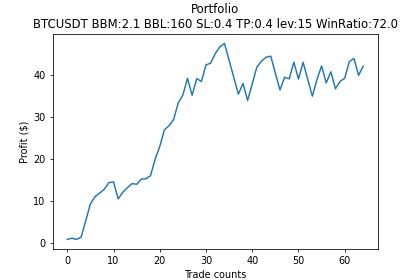 Portfolio
BTCUSDT BBM:2.1 BBL:160 SL:0.4 TP:0.4 lev:15 WinRatio:72.0
Profit ($)
40
30
20
10
0
0 10 20 30 40 50 60
Trade counts